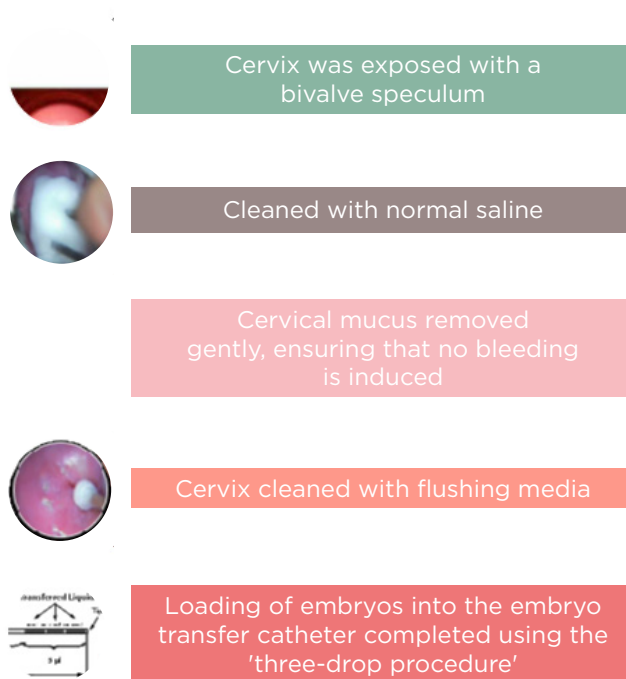 Cervix was exposed with a
bivalve speculum
Cleaned with normal saline
Cervical mucus removed
gently, ensuring that no bleeding
is induced
Cervix cleaned with flushing media
Loading of embryos into the embryo
transfer catheter completed using the
'three-drop procedure'